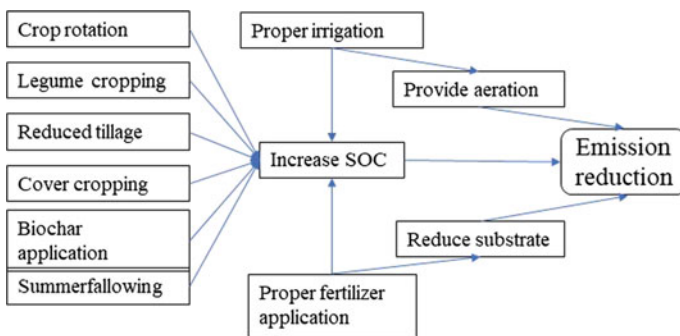 Crop rotation
Legume cropping
Reduced tillage
Cover cropping
Biochar
application
Summerfallowing
Proper irrigation
Provide aeration
Increase SOC
Emission
reduction
Reduce substrate
Proper fertilizer
application